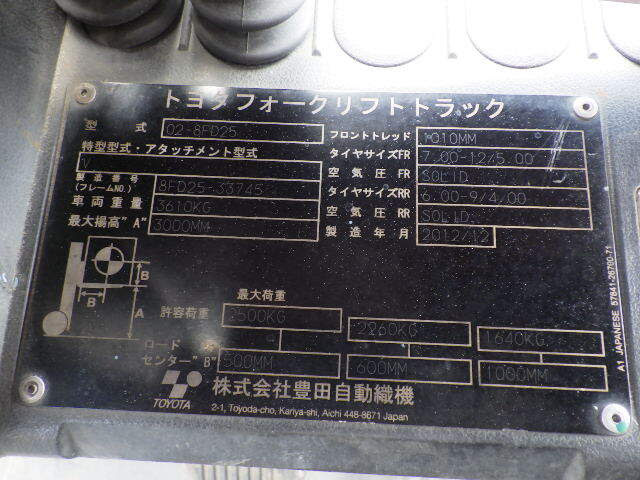 トヨタフォークリフトトラック
型式 02-8FD25
特型型式・アタッチメント型式
V
製造番号
(フレームNO.) 8FD25-33745
車両重量 3610KG
最大揚高"A" 3000MM
フロントトレッド 1010MM
タイヤサイズFR 7.00-12/5.00
空気圧 FR SOLID
タイヤサイズRR 6.00-9/4.00
空気圧 RR SOLID
製造年月 2012/12
B
B
A
最大荷重
許容荷重 2500KG 2260KG 1640KG
ロード
センター"B" 500MM 600MM 1000MM
TOYOTA
株式会社豊田自動織機
2-1, Toyoda-cho, Kariya-shi, Aichi 448-8671 Japan
A1 JAPANESE 57841-26760-71